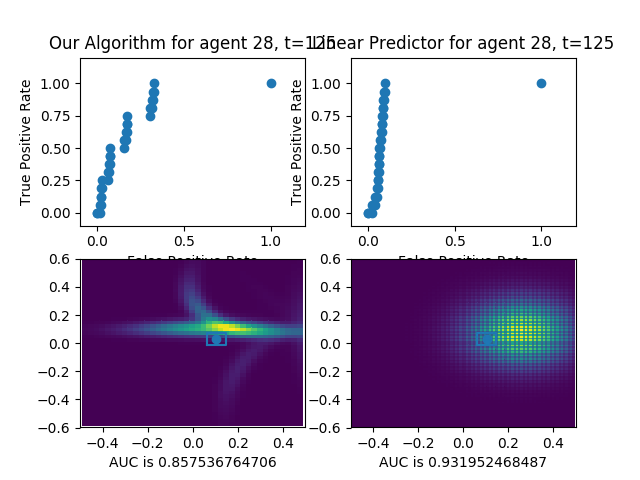 Our Algorithm for agent 28, t=125
Linear Predictor for agent 28, t=125
True Positive Rate
1.00
0.75
0.50
0.25
0.00
0.0 0.5 1.0
False Positive Rate
True Positive Rate
1.00
0.75
0.50
0.25
0.00
0.0 0.5 1.0
False Positive Rate
0.6
0.4
0.2
0.0
−0.2
−0.4
−0.6
−0.4 −0.2 0.0 0.2 0.4
AUC is 0.857536764706
0.6
0.4
0.2
0.0
−0.2
−0.4
−0.6
−0.4 −0.2 0.0 0.2 0.4
AUC is 0.931952468487